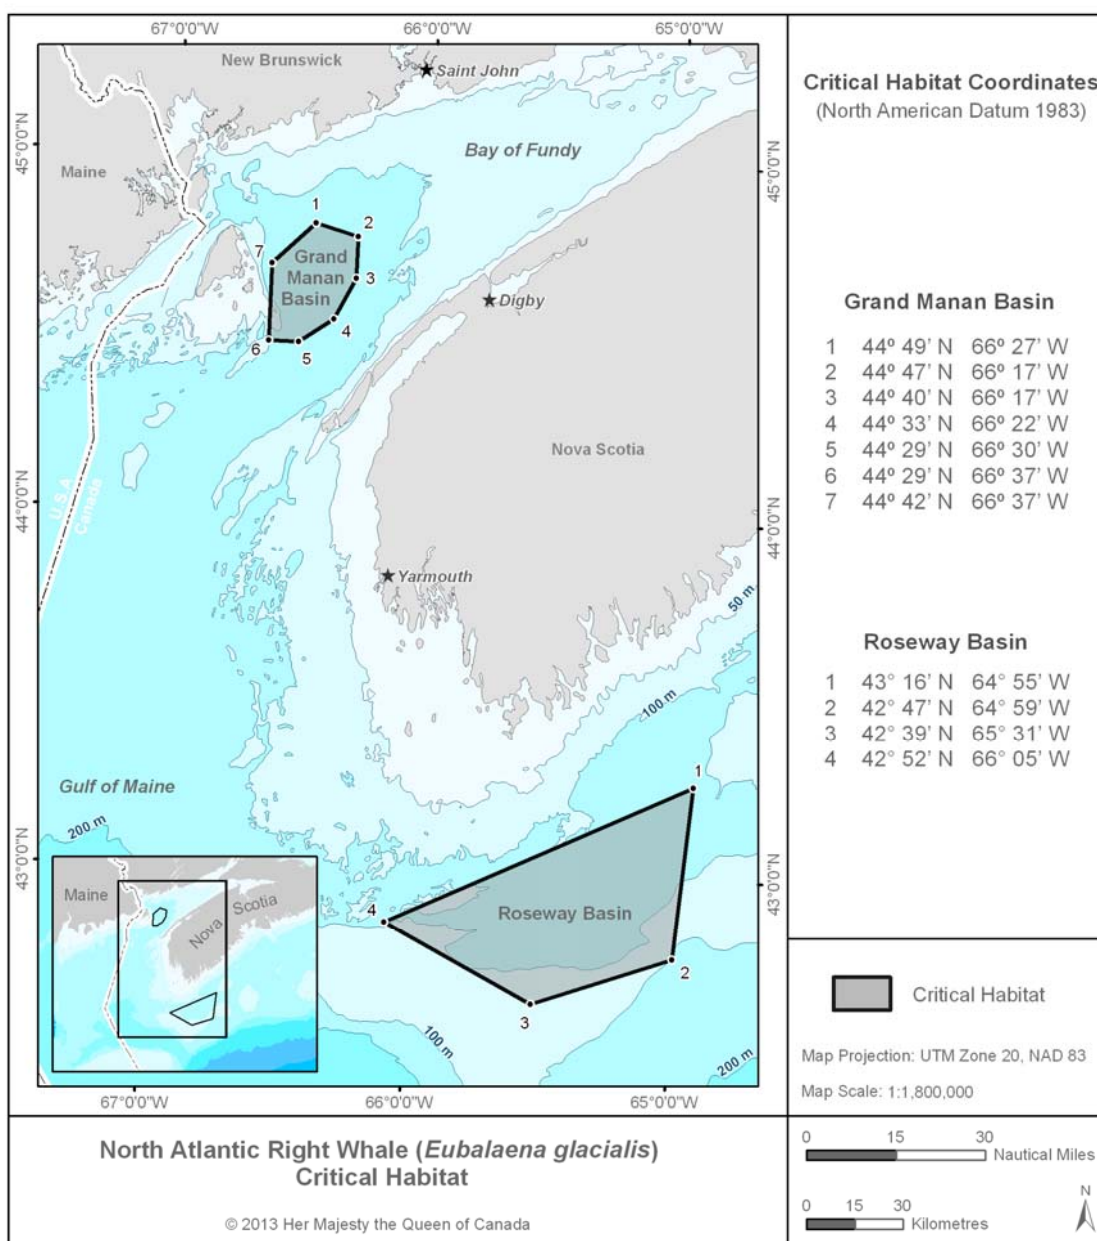 67°0'0"W
66°0'0"W
65°0'0"W
New Brunswick
Saint John
Bay of Fundy
Maine
45°0'0"N
45°0'0"N
1
2
3
4
5
6
7
Grand
Manan
Basin
Digby
Nova Scotia
U.S.A
Canada
44°0'0"N
44°0'0"N
Yarmouth
50 m
100 m
Gulf of Maine
200 m
43°0'0"N
43°0'0"N
1
2
3
4
Roseway Basin
100 m
200 m
Maine
Nova Scotia
67°0'0"W
66°0'0"W
65°0'0"W
Critical Habitat Coordinates
(North American Datum 1983)
Grand Manan Basin
1 44º 49' N 66º 27' W
2 44º 47' N 66º 17' W
3 44º 40' N 66º 17' W
4 44º 33' N 66º 22' W
5 44º 29' N 66º 30' W
6 44º 29' N 66º 37' W
7 44º 42' N 66º 37' W
Roseway Basin
1 43° 16' N 64° 55' W
2 42° 47' N 64° 59' W
3 42° 39' N 65° 31' W
4 42° 52' N 66° 05' W
Critical Habitat
Map Projection: UTM Zone 20, NAD 83
Map Scale: 1:1,800,000
0 15 30
Nautical Miles
0 15 30
Kilometres
N
North Atlantic Right Whale (Eubalaena glacialis)
Critical Habitat
© 2013 Her Majesty the Queen of Canada